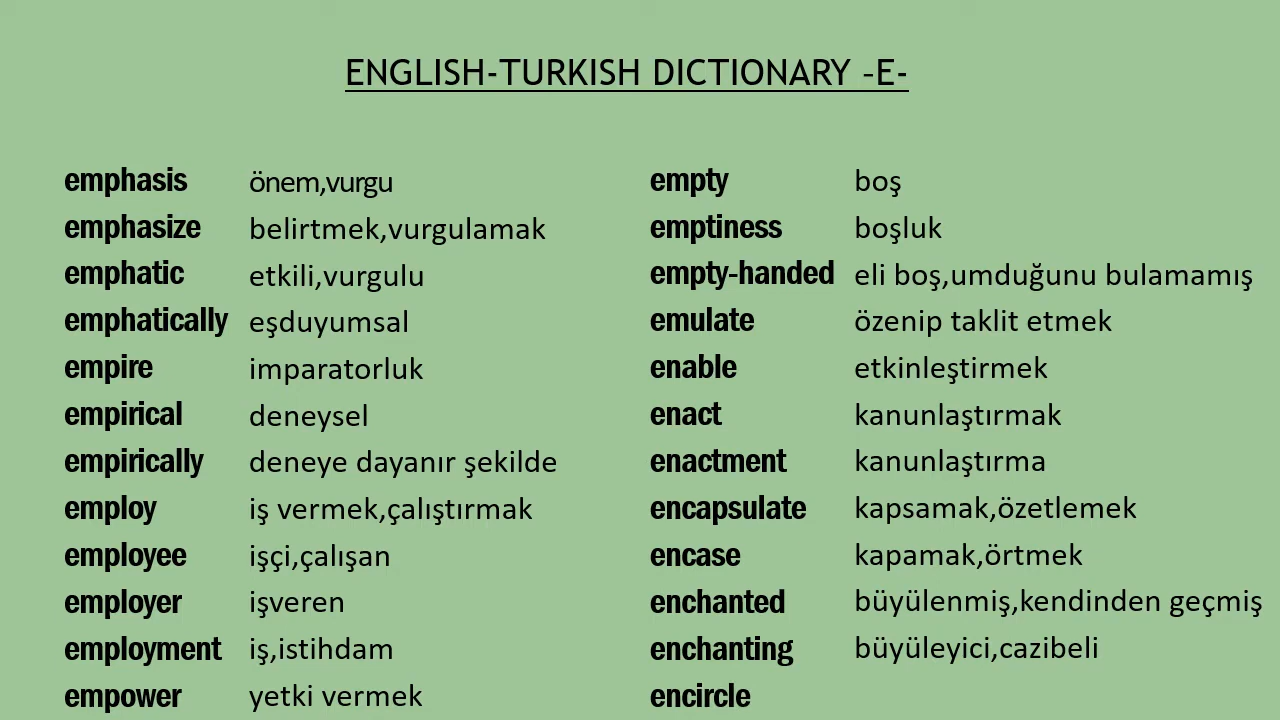 ENGLISH-TURKISH DICTIONARY –E-
emphasis önem,vurgu
emphasize belirtmek,vurgulamak
emphatic etkili,vurgulu
emphatically eşduyumsal
empire imparatorluk
empirical deneysel
empirically deneye dayanır şekilde
employ iş vermek,çalıştırmak
employee işçi,çalışan
employer işveren
employment iş,istihdam
empower yetki vermek
empty boş
emptiness boşluk
empty-handed eli boş,umduğunu bulamamış
emulate özenip taklit etmek
enable etkinleştirmek
enact kanunlaştırmak
enactment kanunlaştırma
encapsulate kapsamak,özetlemek
encase kapamak,örtmek
enchanted büyülenmiş,kendinden geçmiş
enchanting büyüleyici,cazibeli
encircle